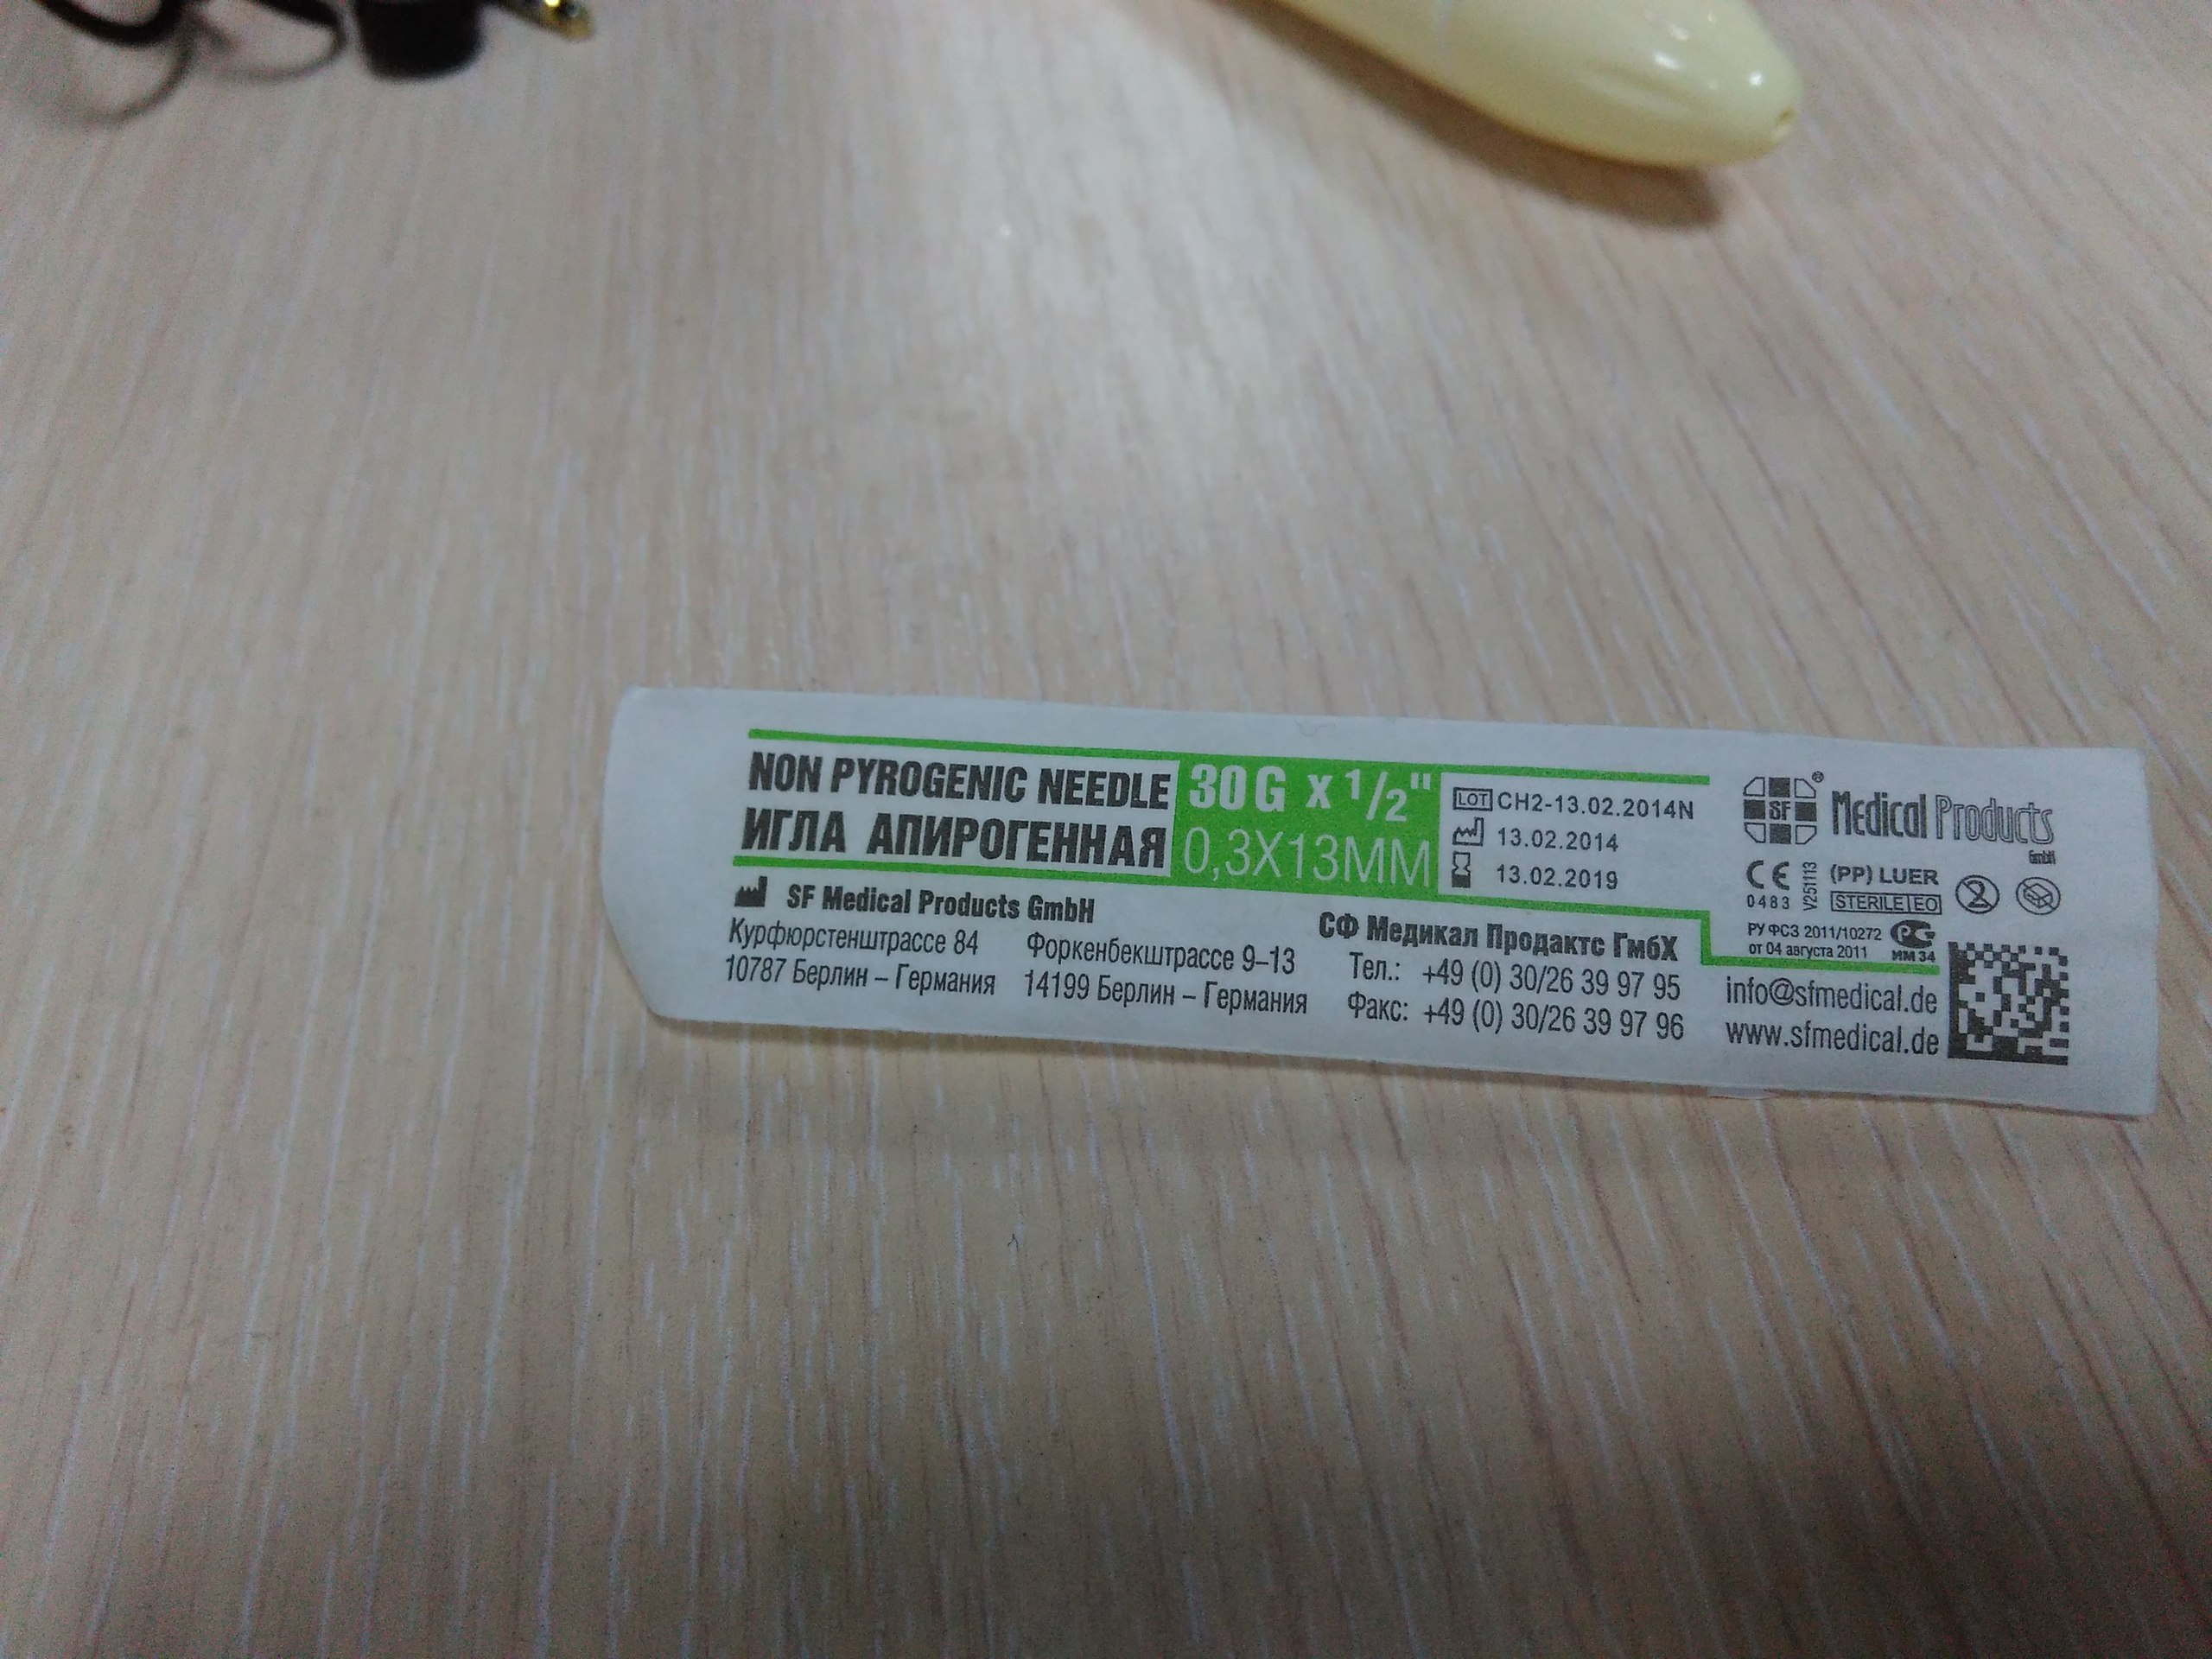 NON PYROGENIC NEEDLE
ИГЛА АПИРОГЕННАЯ
30G x 1/2"
0,3X13MM
LOT CH2-13.02.2014N
13.02.2014
13.02.2019
SF ®
Medical Products
GmbH
CE
0483
V251113
(PP) LUER
STERILE EO
2
РУ ФСЗ 2011/10272
от 04 августа 2011
ММ 34
SF Medical Products GmbH
Курфюрстенштрассе 84
10787 Берлин – Германия
Форкенбекштрассе 9–13
14199 Берлин – Германия
СФ Медикал Продактс ГмбХ
Тел.: +49 (0) 30/26 39 97 95
Факс: +49 (0) 30/26 39 97 96
info@sfmedical.de
www.sfmedical.de